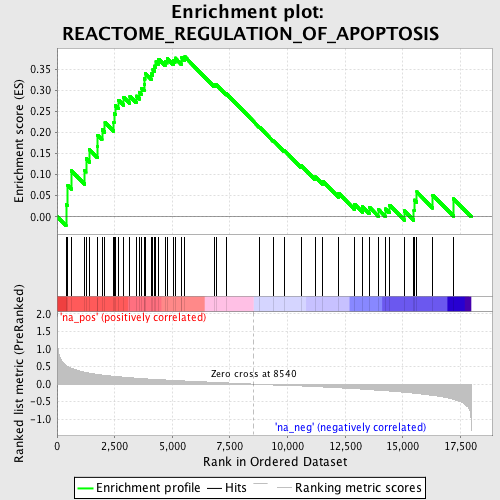 Enrichment plot:
REACTOME_REGULATION_OF_APOPTOSIS
Enrichment score (ES)
0.35
0.30
0.25
0.20
0.15
0.10
0.05
0.00
'na_pos' (positively correlated)
Ranked list metric (PreRanked)
2.0
1.5
1.0
0.5
0.0
-0.5
-1.0
Zero cross at 8540
'na_neg' (negatively correlated)
0
2,500
5,000
7,500
10,000
12,500
15,000
17,500
Rank in Ordered Dataset
Enrichment profile
Hits
Ranking metric scores